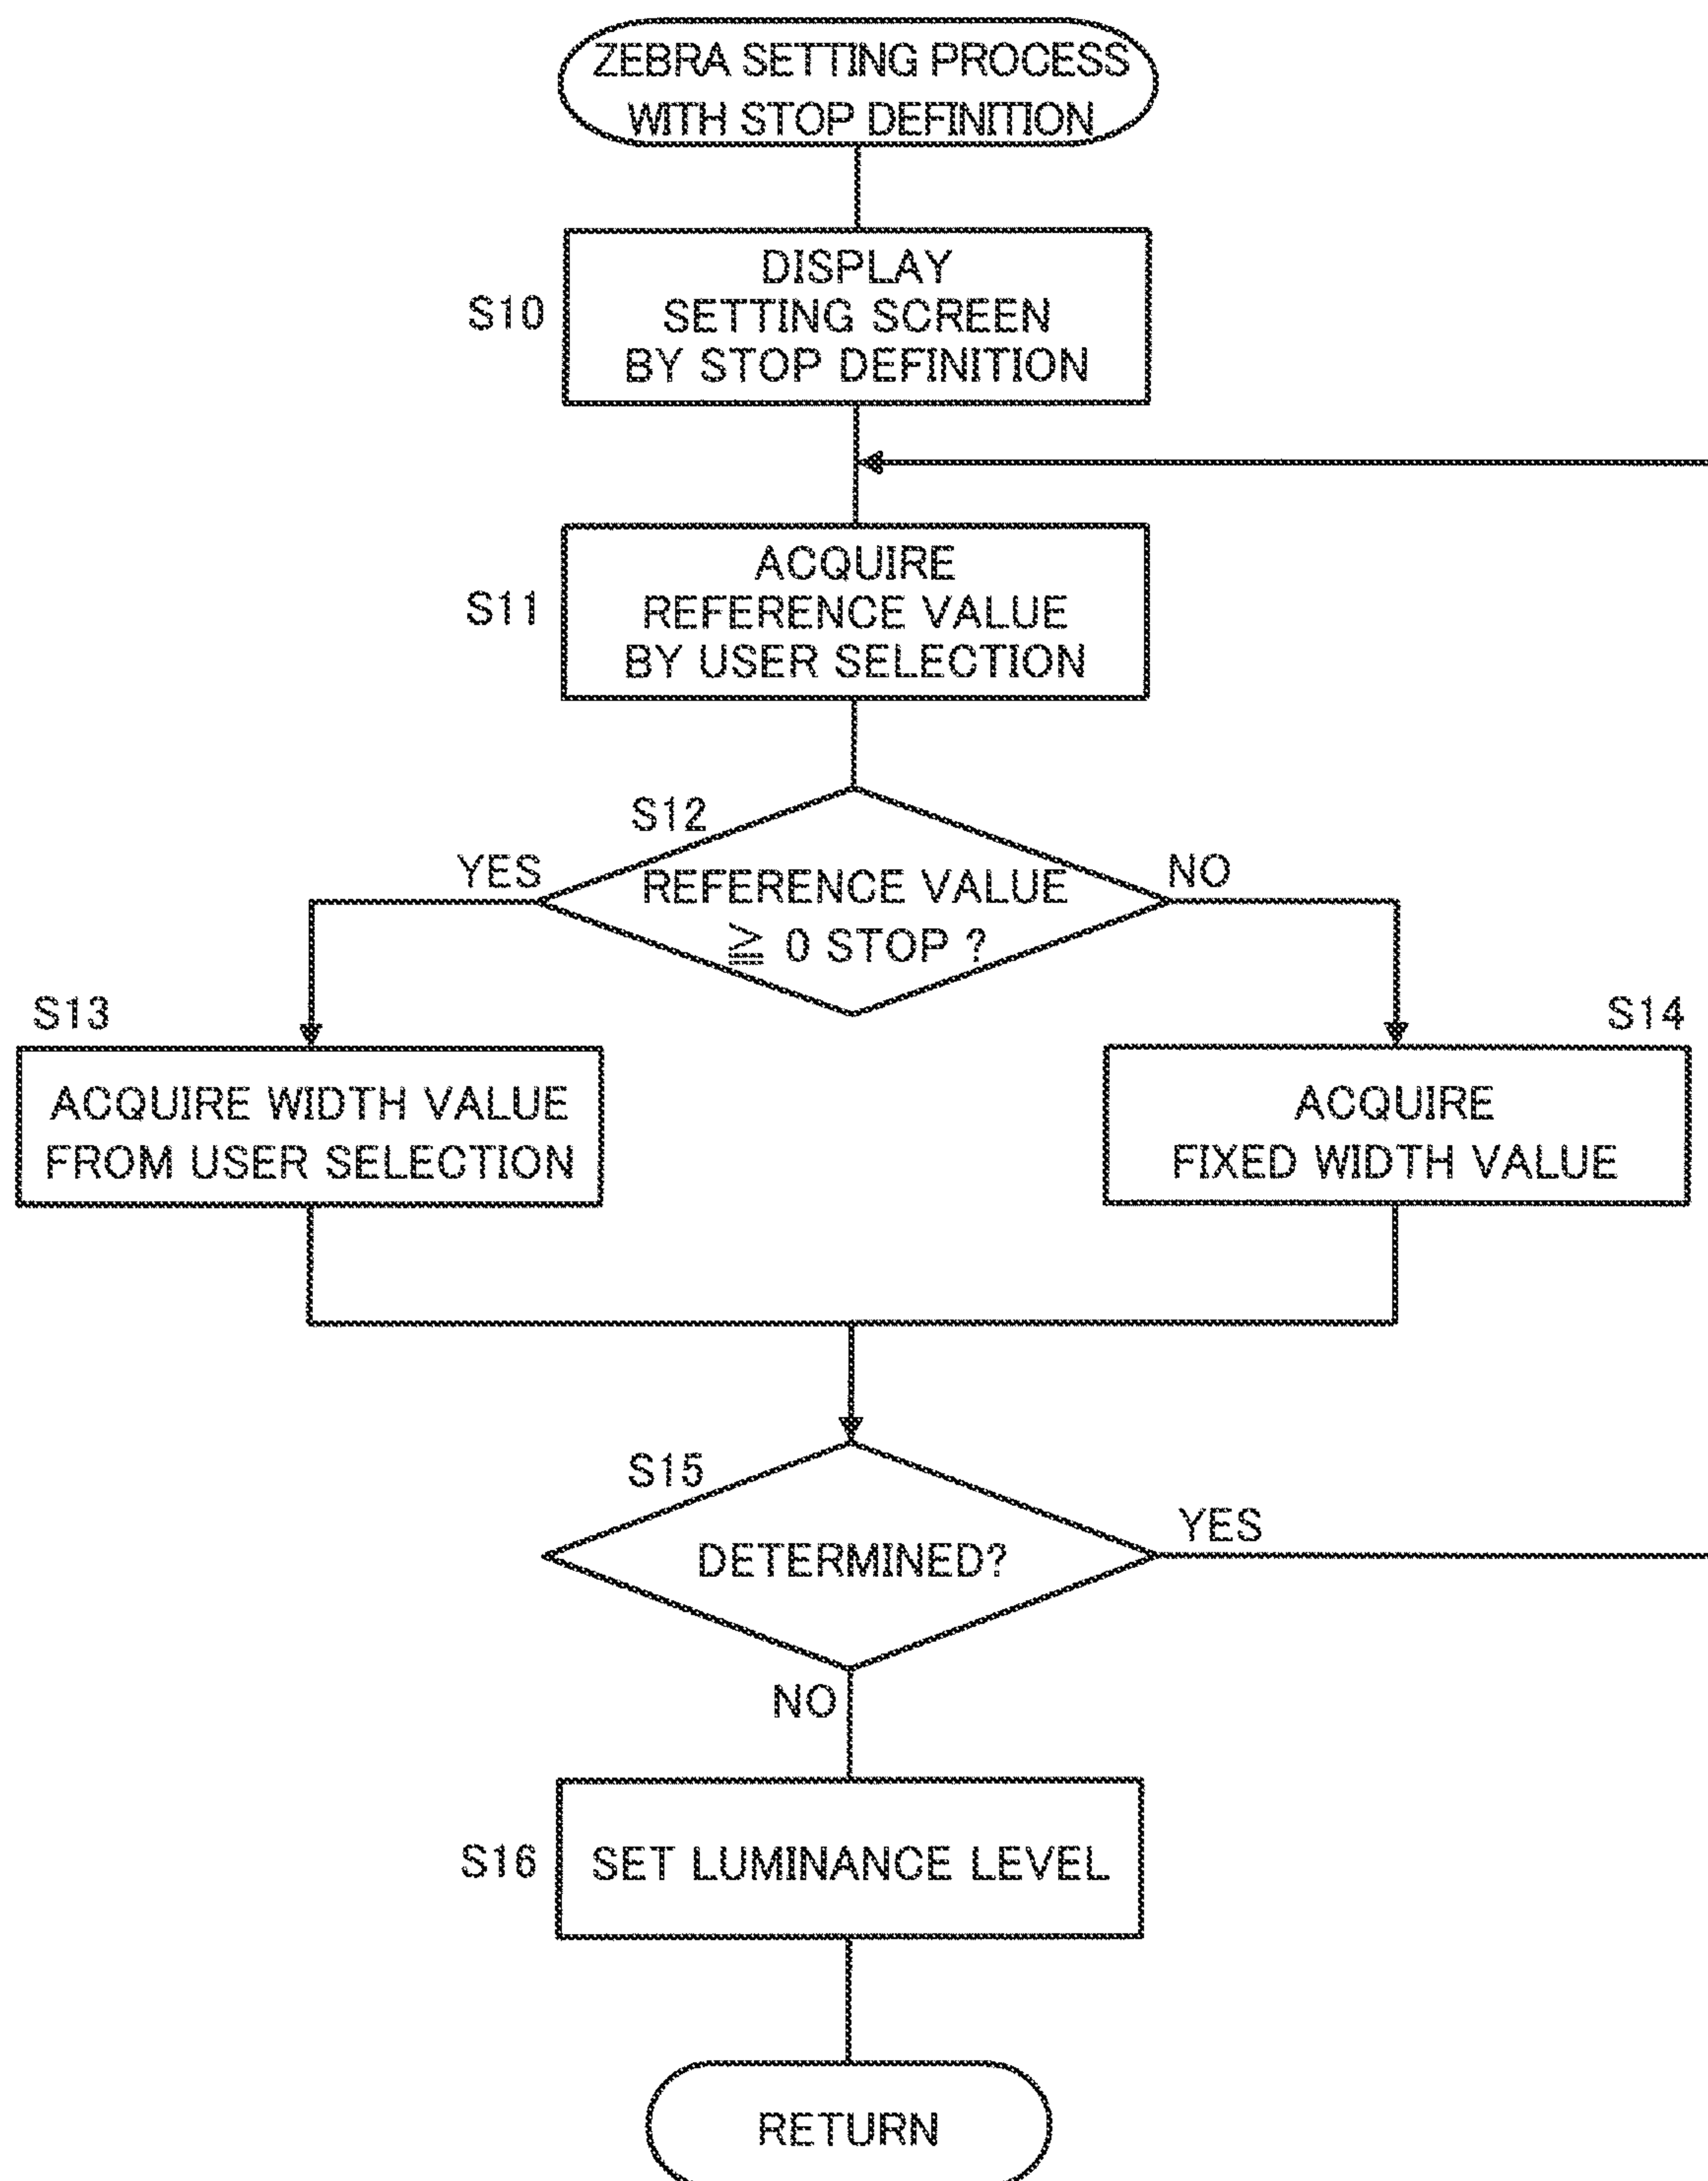 ZEBRA SETTING PROCESS
WITH STOP DEFINITION
S10
DISPLAY
SETTING SCREEN
BY STOP DEFINITION
S11
ACQUIRE
REFERENCE VALUE
BY USER SELECTION
S12
YES
REFERENCE VALUE
≧ 0 STOP ?
NO
S13
ACQUIRE WIDTH VALUE
FROM USER SELECTION
S14
ACQUIRE
FIXED WIDTH VALUE
S15
DETERMINED?
YES
NO
S16
SET LUMINANCE LEVEL
RETURN